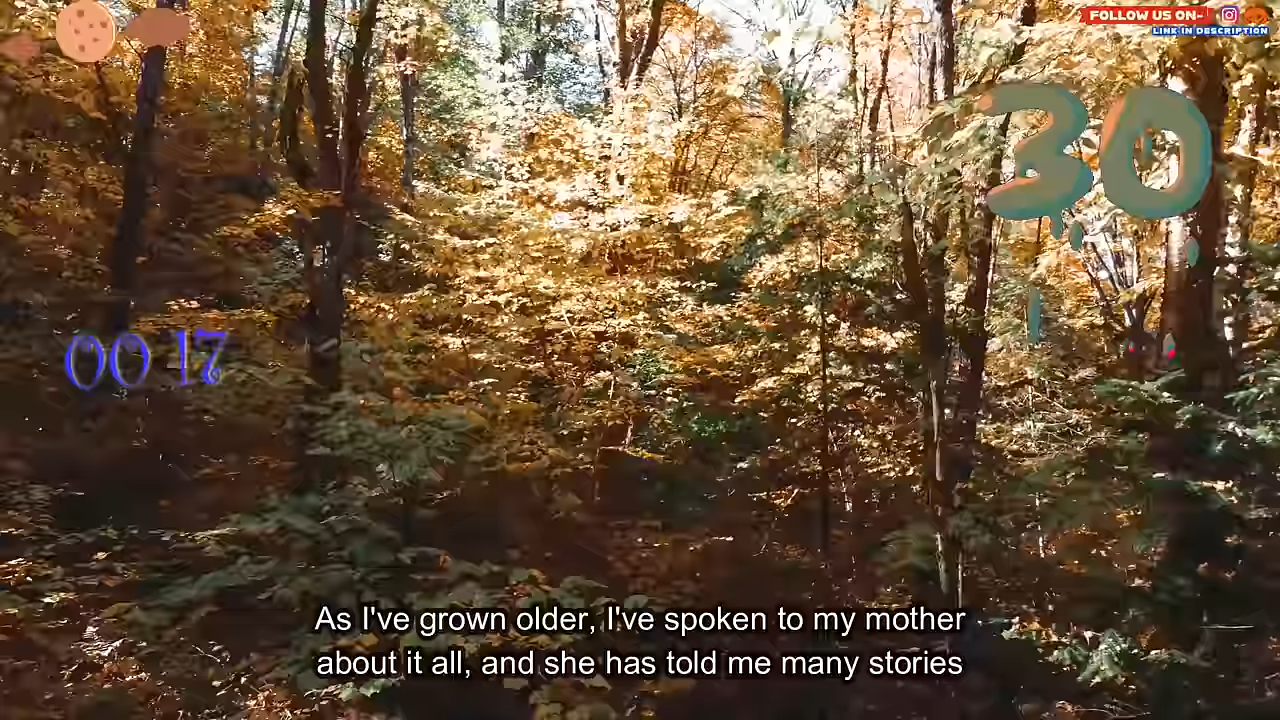 FOLLOW US ON-
LINK IN DESCRIPTION
30
00 17
As I've grown older, I've spoken to my mother
about it all, and she has told me many stories